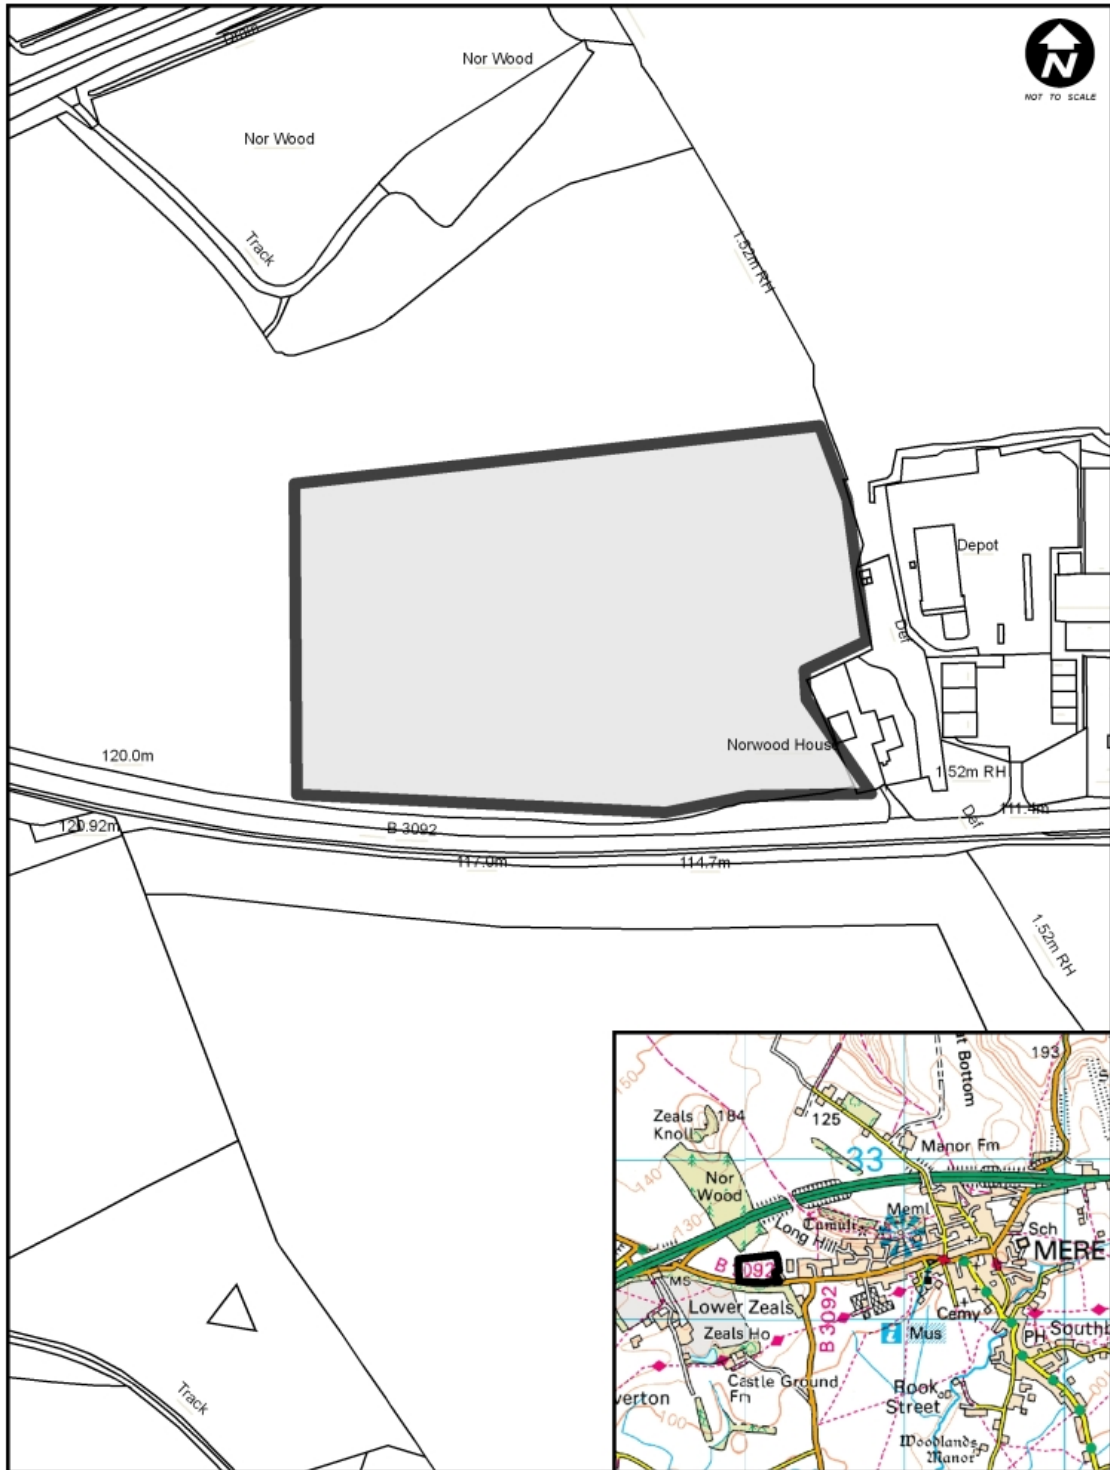 Drain
Nor Wood
N
NOT TO SCALE
Nor Wood
Track
1.52m RH
Depot
Def
Norwood House
120.0m
1.52m RH
111.4m
Def
120.92m
B 3092
117.0m
114.7m
1.52m RH
Track
150
193
Bottom
Zeals
Knoll
184
125
Manor Fm
33
140
Nor
Wood
130
Meml
Tumuli
Long Hill
Sch
MERE
B 3092
MS
Lower Zeals
Cemy
B 3092
Zeals Ho
Mus
PH
Castle Ground
Fm
verton
100
Rook
Street
Woodlands
Manor